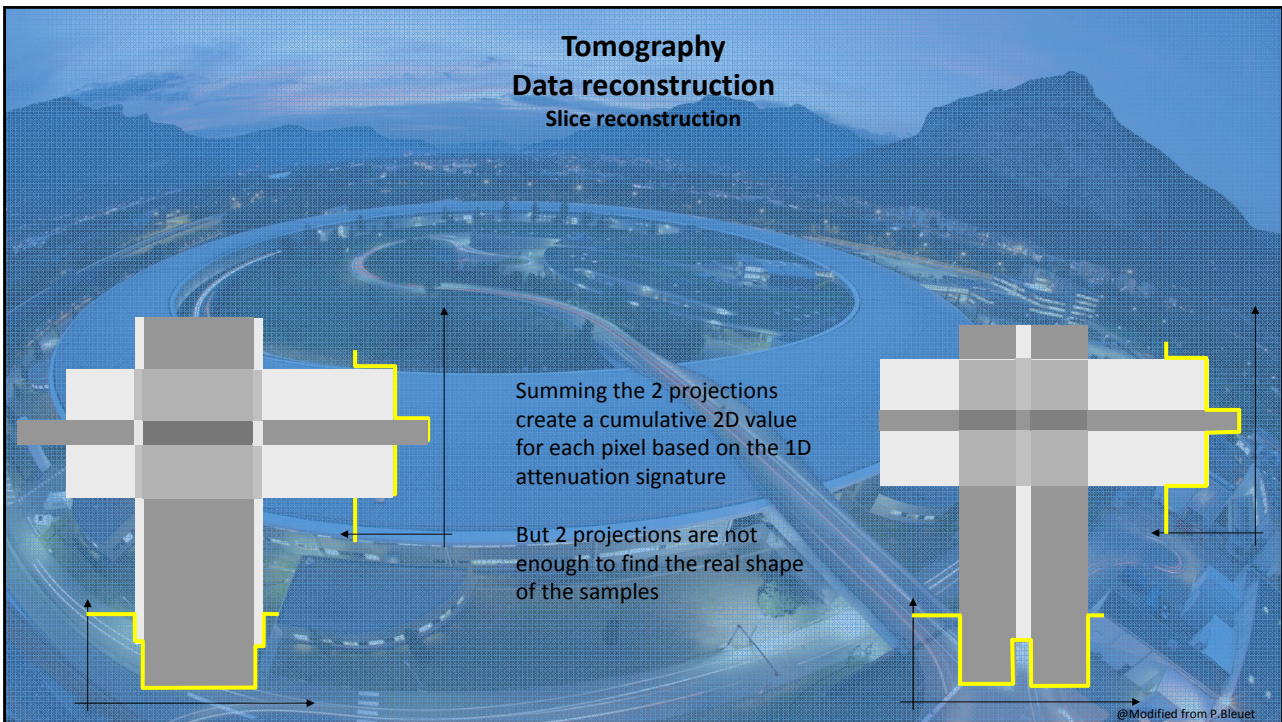 Tomography
Data reconstruction
Slice reconstruction
Summing the 2 projections
create a cumulative 2D value
for each pixel based on the 1D
attenuation signature
But 2 projections are not
enough to find the real shape
of the samples
@Modified from P.Bleuet